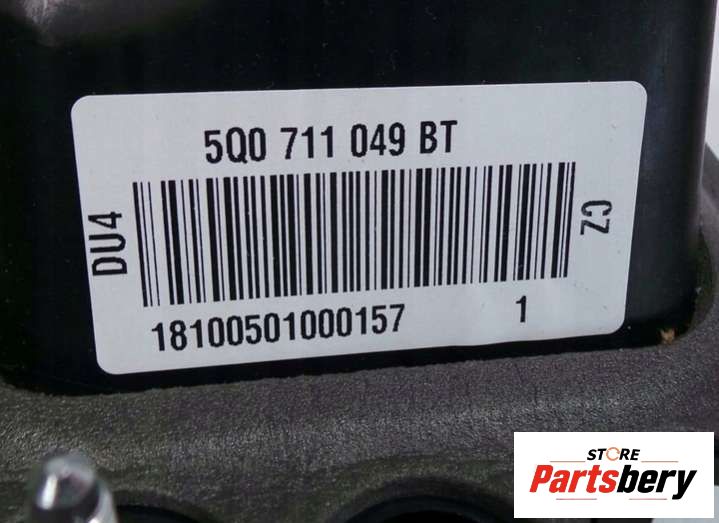 5Q0 711 049 BT
DU4
CZ
18100501000157 1
STORE
Partsbery